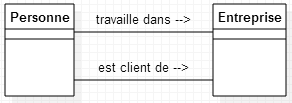 Personne
travaille dans -->
Entreprise
est client de -->